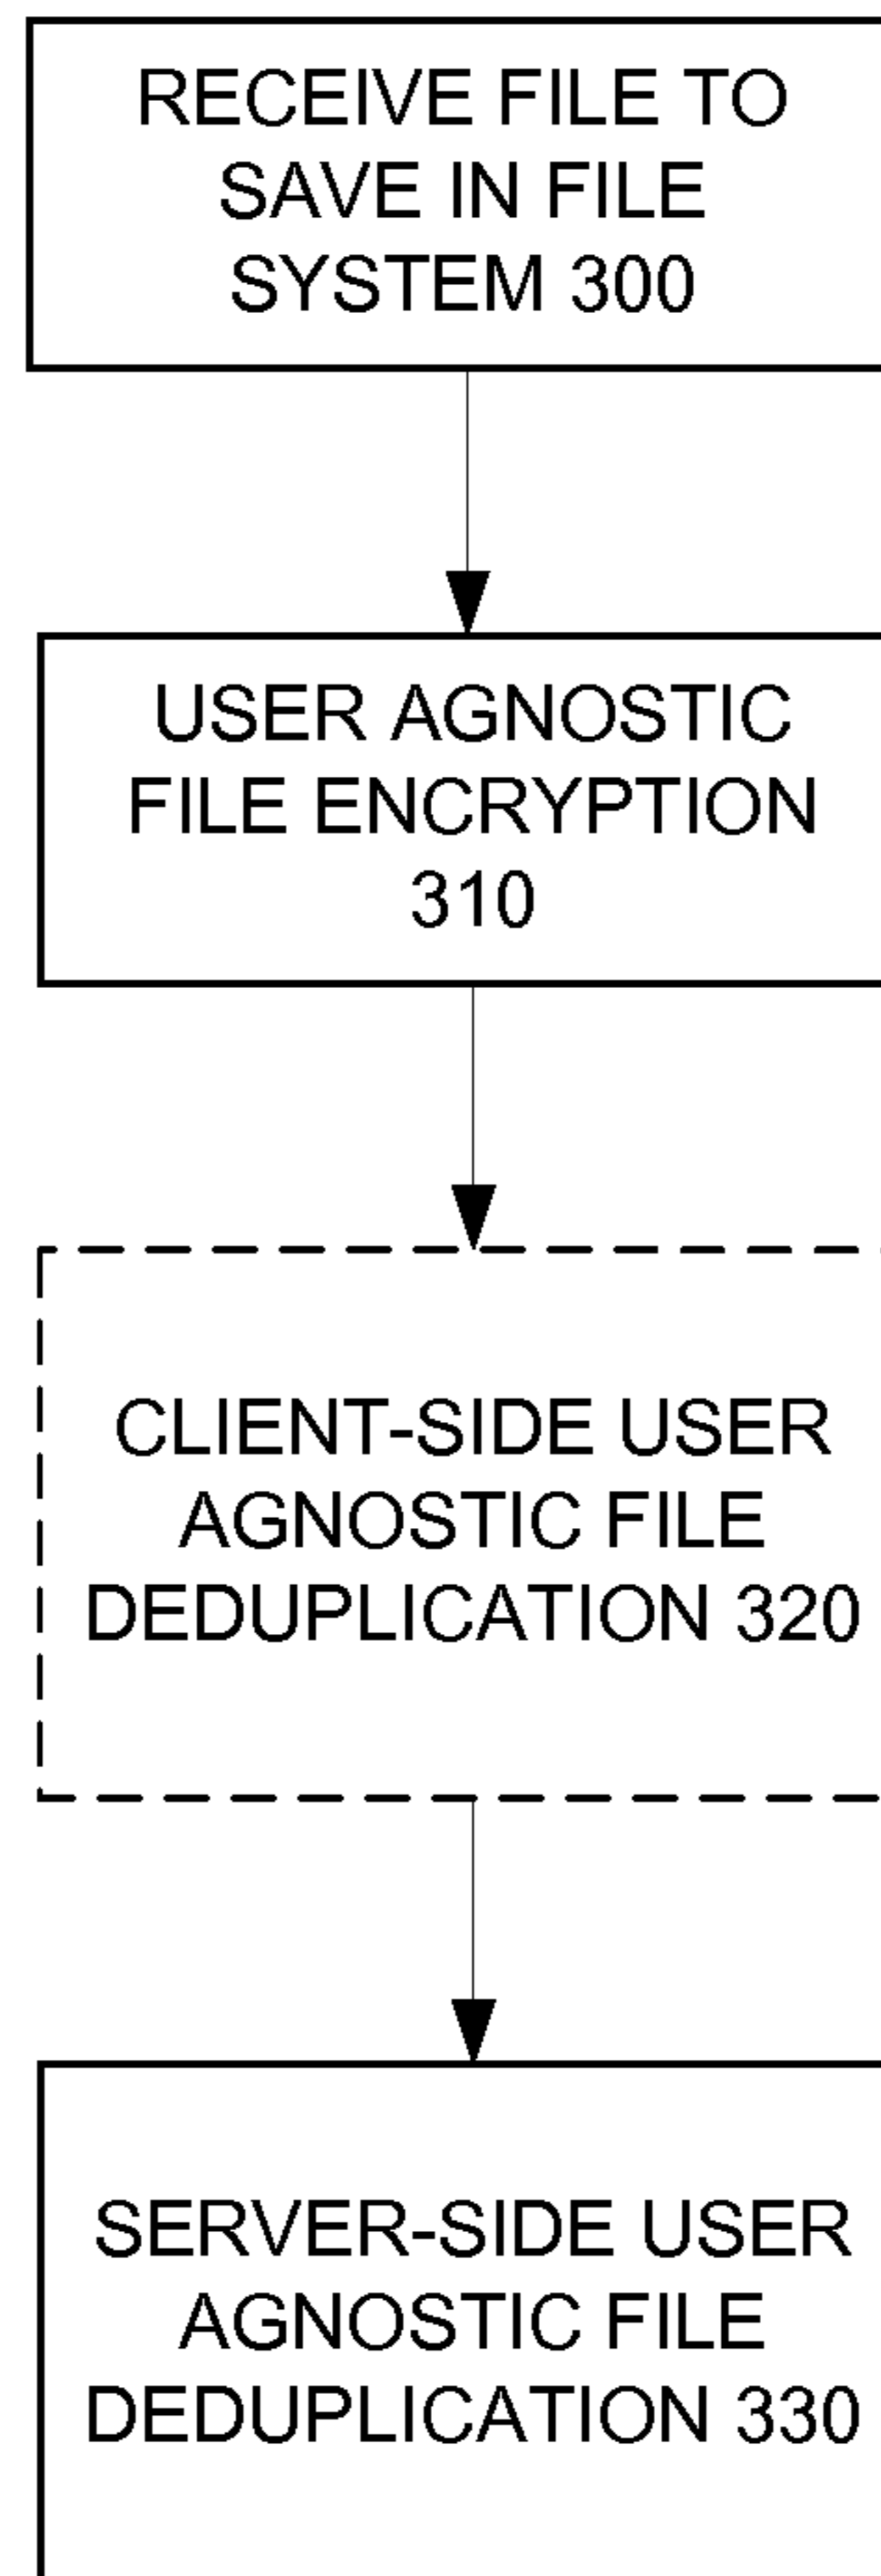 RECEIVE FILE TO
SAVE IN FILE
SYSTEM 300
USER AGNOSTIC
FILE ENCRYPTION
310
CLIENT-SIDE USER
AGNOSTIC FILE
DEDUPLICATION 320
SERVER-SIDE USER
AGNOSTIC FILE
DEDUPLICATION 330